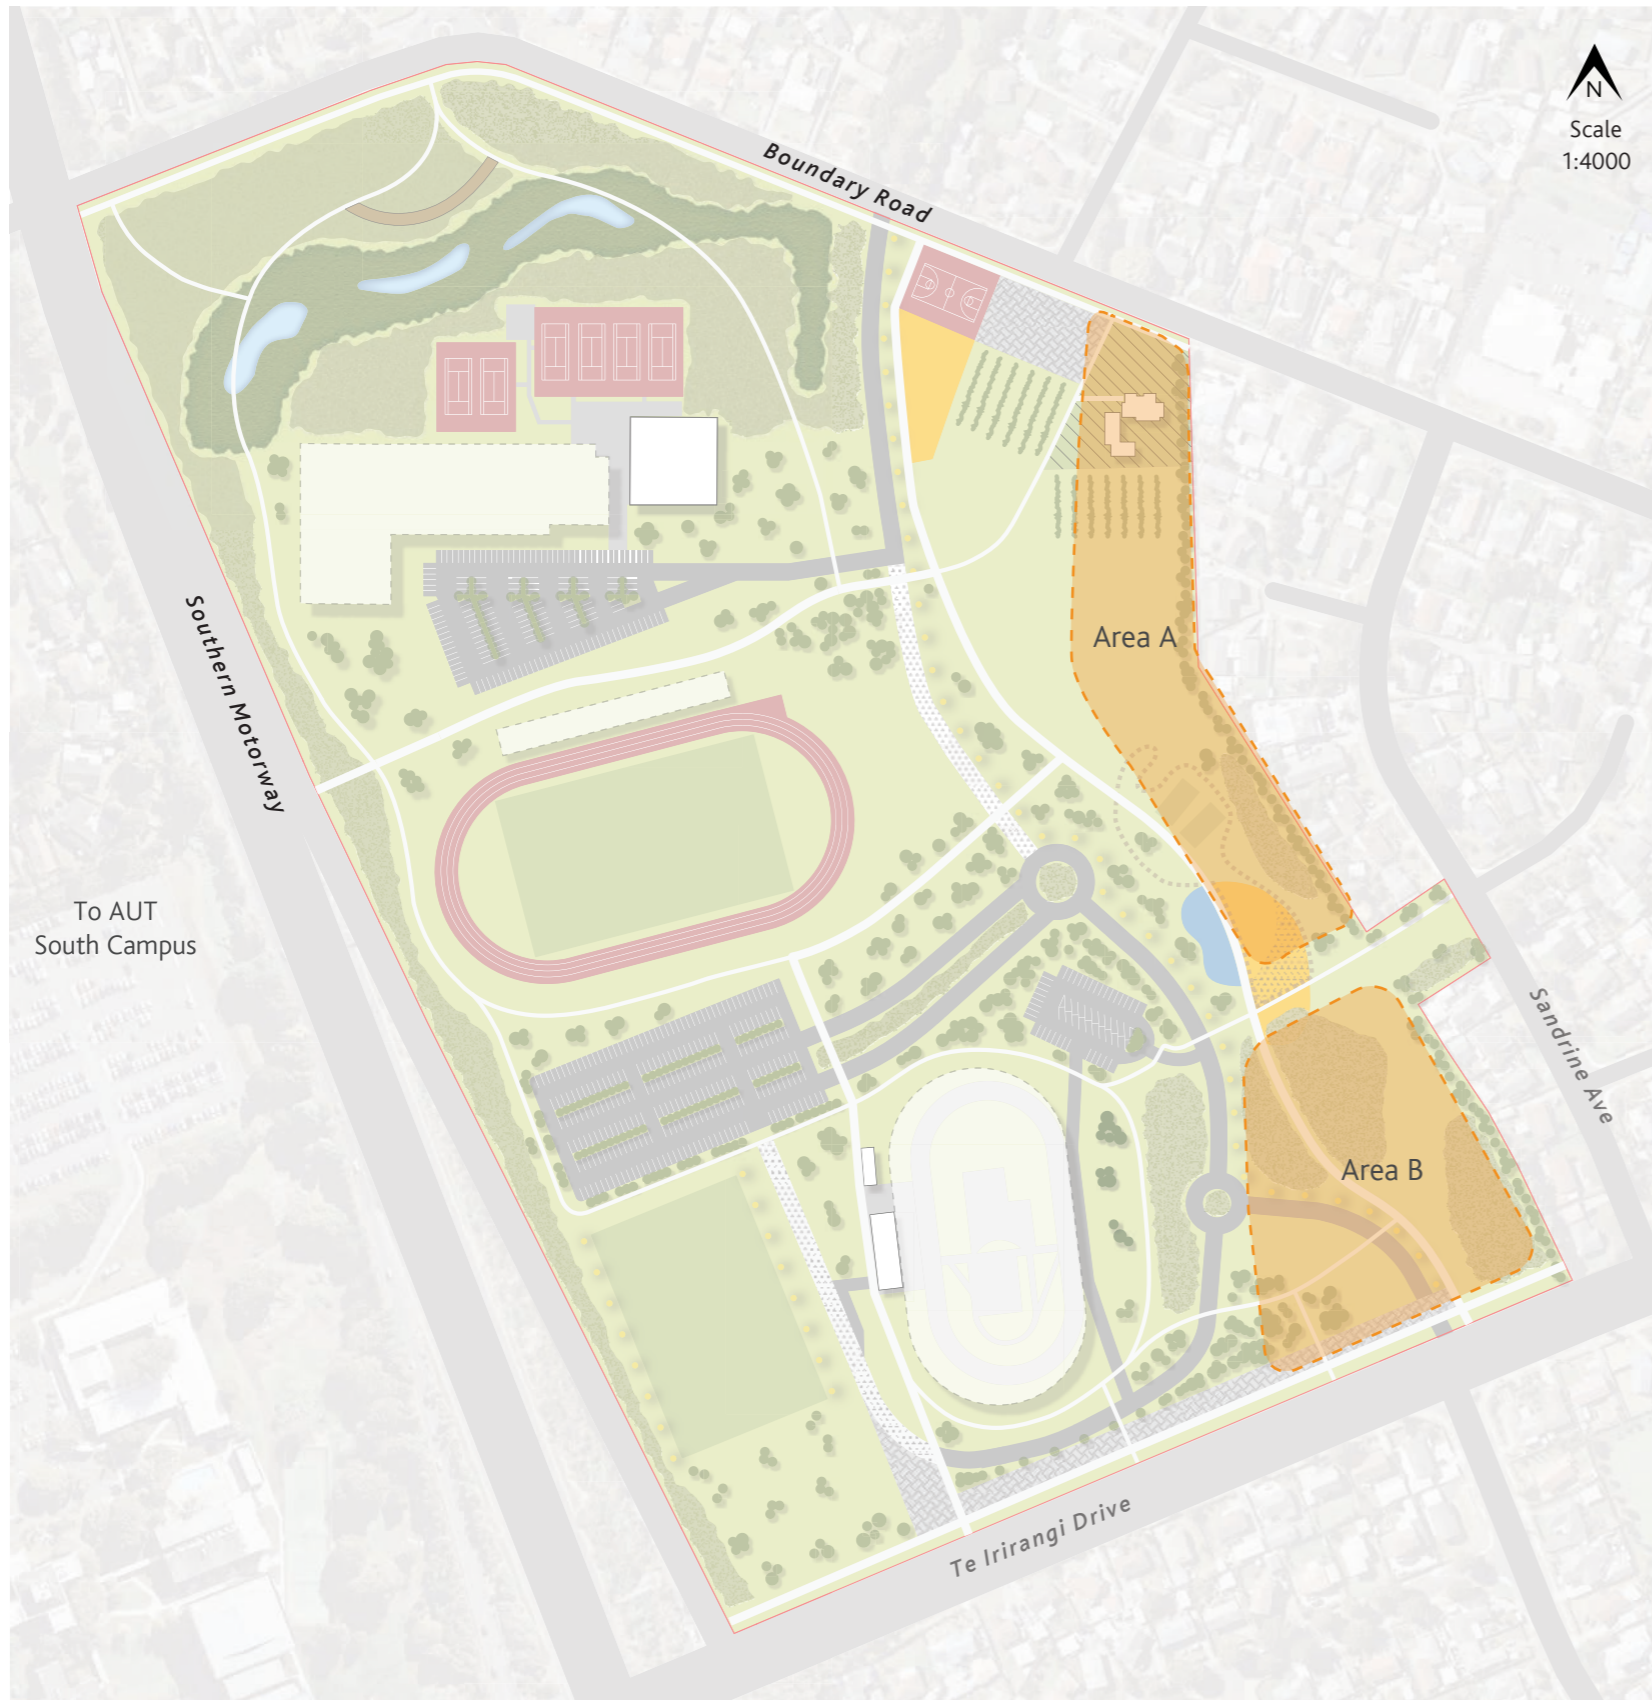 N
Scale
1:4000
Boundary Road
Area A
Southern Motorway
To AUT
South Campus
Sandrine Ave
Area B
Te Irirangi Drive